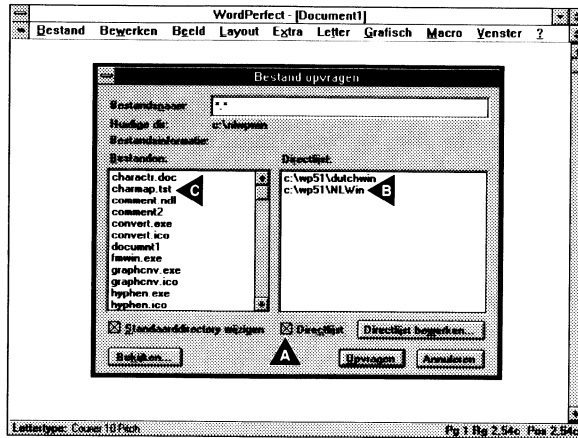 WordPerfect - [Document1]
Bestand Bewerken Beeld Layout Extra Letter Grafisch Macro Venster ?
Bestand opvragen
Bestandsnaam: *.*
Huidige dir: c:\nlwpwin
Bestandsinformatie:
Bestanden: Directlijst:
charactr.doc
charmap.tst
comment.ndl
comment2
convert.exe
convert.ico
documnt1
fmwin.exe
graphcnv.exe
graphcnv.ico
hyphen.exe
hyphen.ico
C
c:\wp51\dutchwin
c:\wp51\NLWin
B
Standaarddirectory wijzigen Directlijst Directlijst bewerken...
A
Bekijken... Opvragen Annuleren
Lettertype: Courier 10 Pitch Pg 1 Rg 2,54c Pos 2,54c